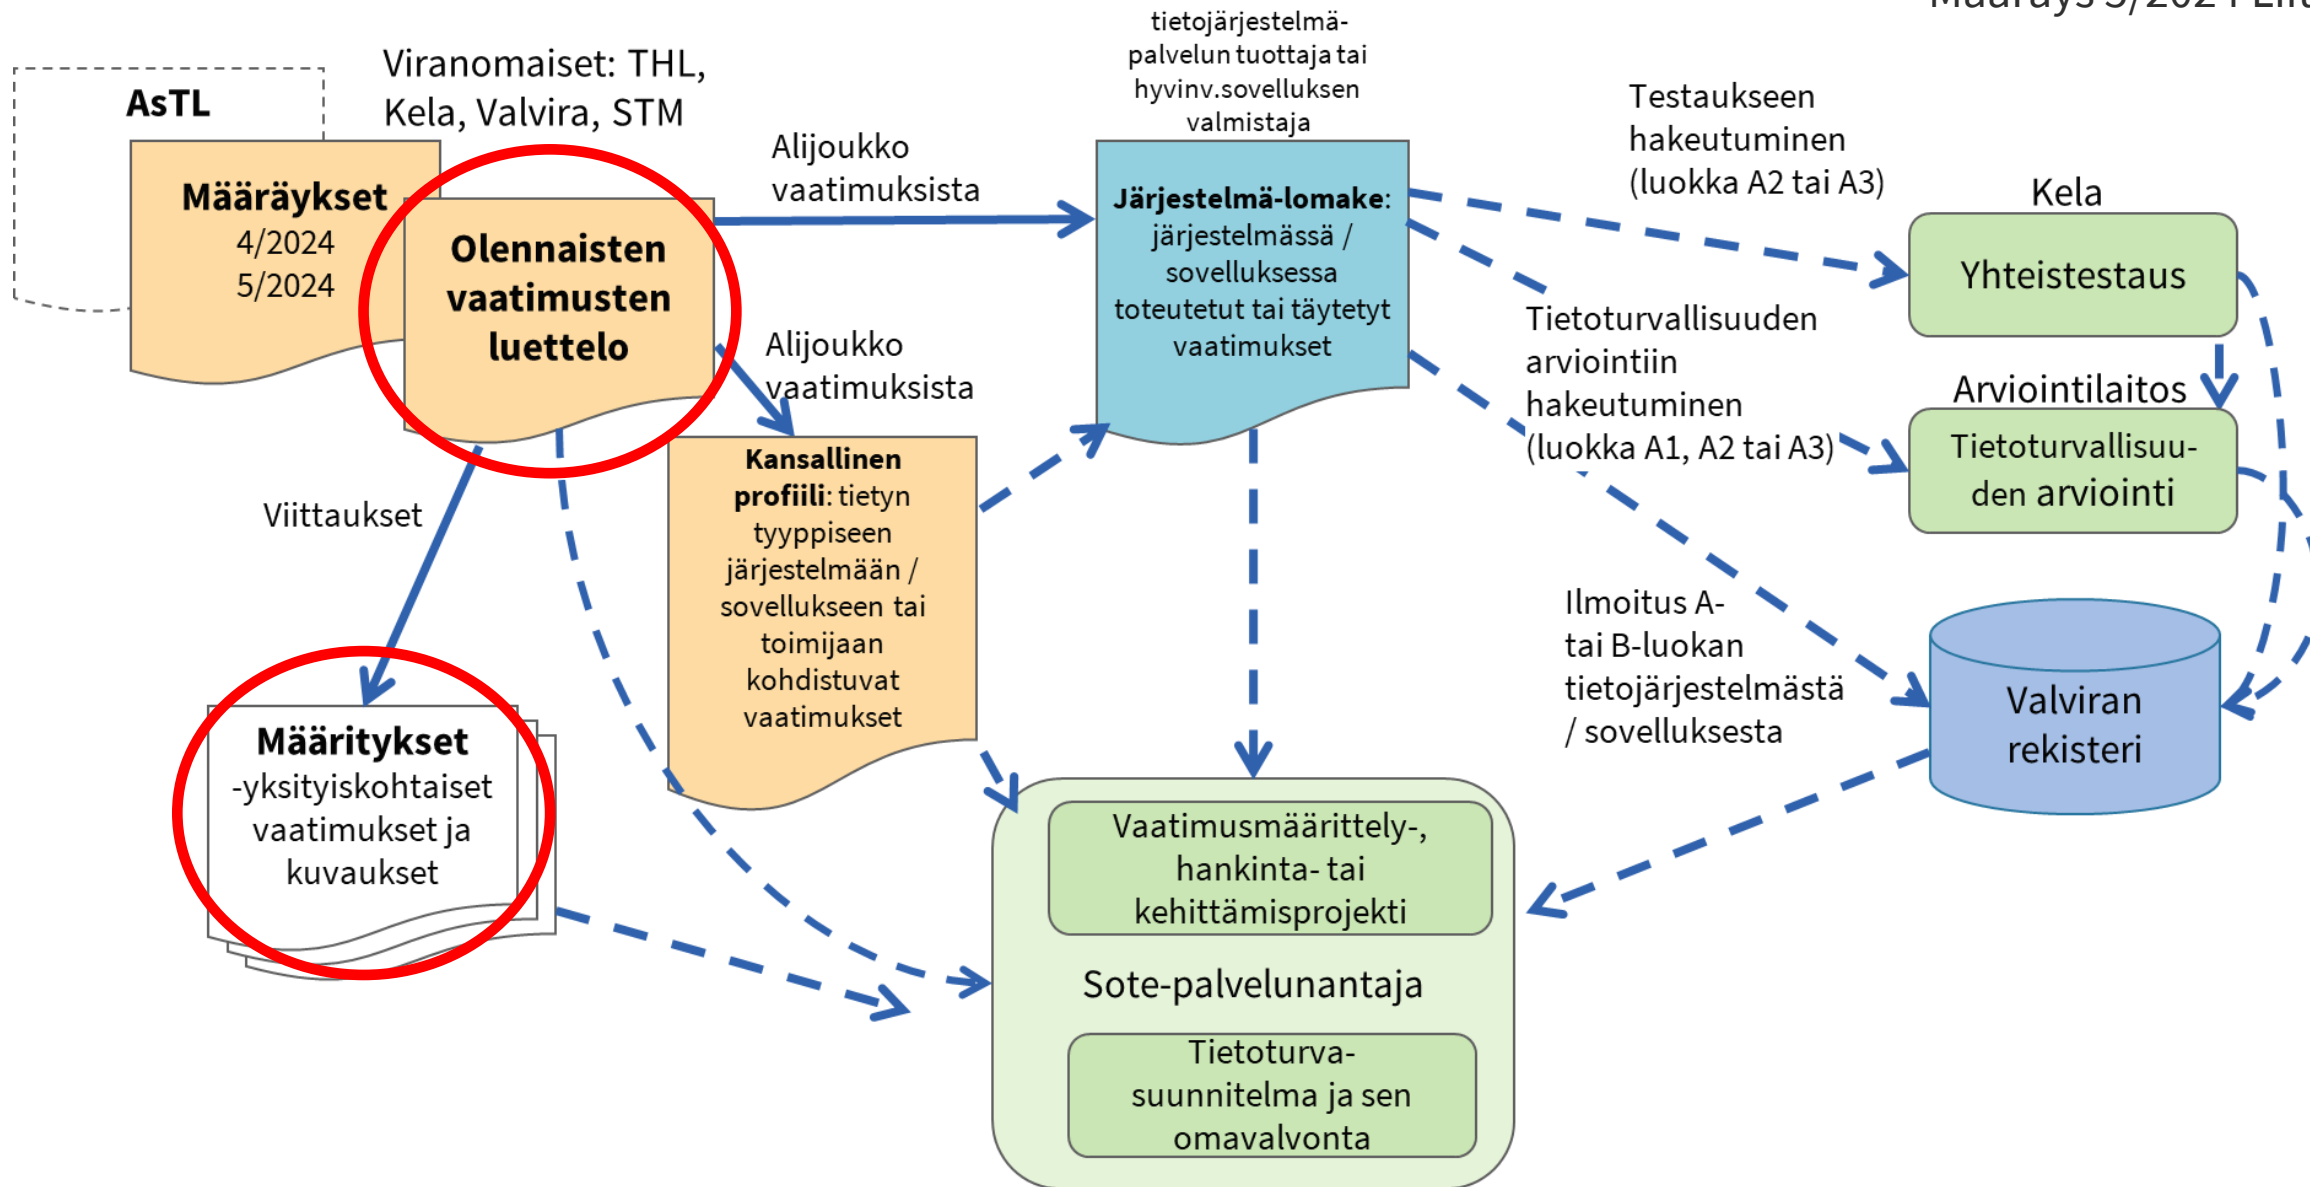 Määräys 5/2024 Liit
tietojärjestelmä-
palvelun tuottaja tai
hyvinv.sovelluksen
valmistaja
Viranomaiset: THL,
Kela, Valvira, STM
AsTL
Määräykset
4/2024
5/2024
Olennaisten
vaatimusten
luettelo
Alijoukko
vaatimuksista
Alijoukko
vaatimuksista
Järjestelmä-lomake:
järjestelmässä /
sovelluksessa
toteutetut tai täytetyt
vaatimukset
Testaukseen
hakeutuminen
(luokka A2 tai A3)
Kela
Yhteistestaus
Tietoturvallisuuden
arviointiin
hakeutuminen
(luokka A1, A2 tai A3)
Arviointilaitos
Tietoturvallisuu-
den arviointi
Kansallinen
profiili: tietyn
tyyppiseen
järjestelmään /
sovellukseen tai
toimijaan
kohdistuvat
vaatimukset
Viittaukset
Ilmoitus A-
tai B-luokan
tietojärjestelmästä
/ sovelluksesta
Valviran
rekisteri
Määritykset
-yksityiskohtaiset
vaatimukset ja
kuvaukset
Vaatimusmäärittely-,
hankinta- tai
kehittämisprojekti
Sote-palvelunantaja
Tietoturva-
suunnitelma ja sen
omavalvonta